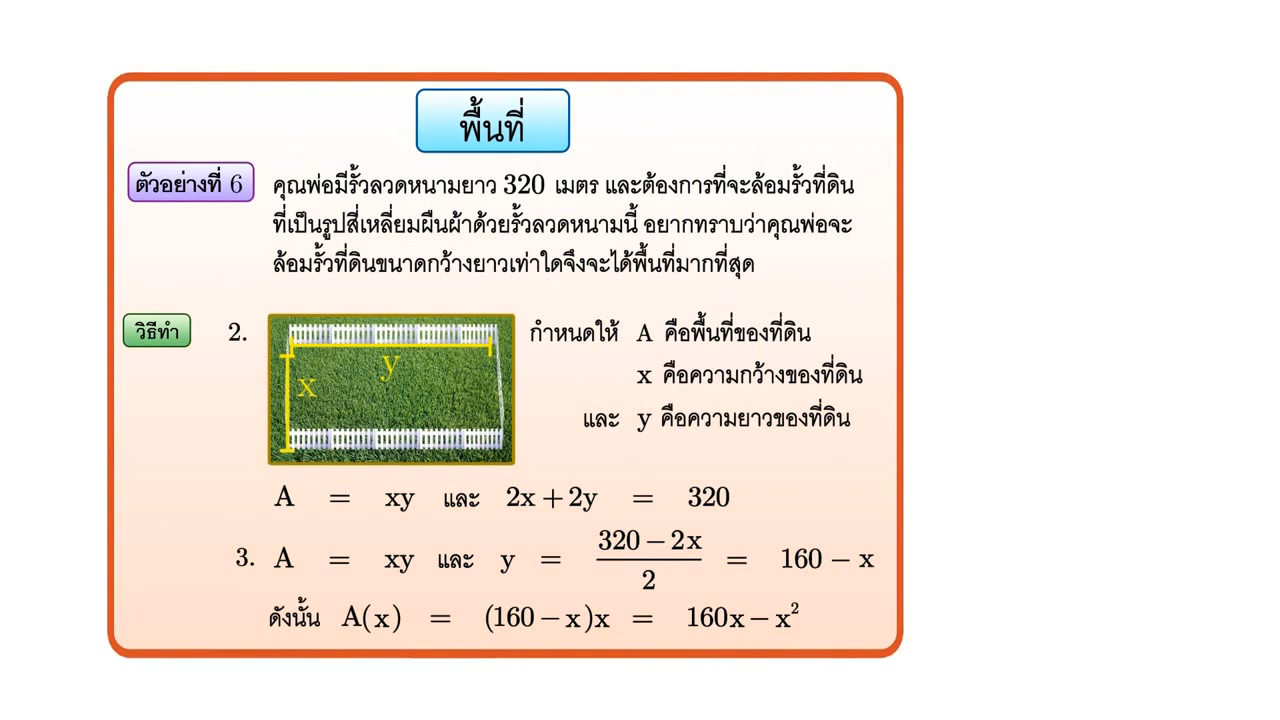 พื้นที่
ตัวอย่างที่ 6 คุณพ่อมีรั้วลวดหนามยาว 320 เมตร และต้องการที่จะล้อมรั้วที่ดิน
ที่เป็นรูปสี่เหลี่ยมผืนผ้าด้วยรั้วลวดหนามนี้ อยากทราบว่าคุณพ่อจะ
ล้อมรั้วที่ดินขนาดกว้างยาวเท่าใดจึงจะได้พื้นที่มากที่สุด
วิธีทำ 2. กำหนดให้ A คือพื้นที่ของที่ดิน
y
x
x คือความกว้างของที่ดิน
และ y คือความยาวของที่ดิน
A = xy และ 2x + 2y = 320
3. A = xy และ y = \frac{320 − 2x}{2} = 160 − x
ดังนั้น A(x) = (160 − x)x = 160x − x²